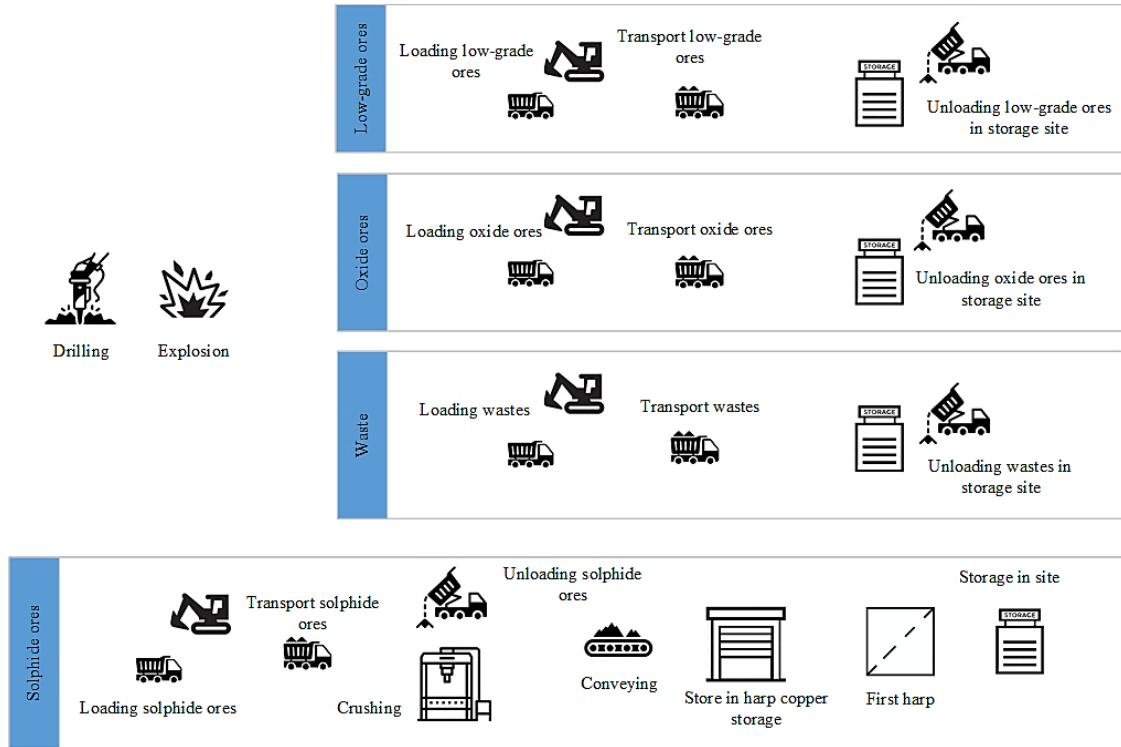 Low-grade ores
Loading low-grade
ores
Transport low-grade
ores
STORAGE
Unloading low-grade ores
in storage site
Oxide ores
Loading oxide ores
Transport oxide ores
STORAGE
Unloading oxide ores in
storage site
Drilling
Explosion
Waste
Loading wastes
Transport wastes
STORAGE
Unloading wastes in
storage site
Solphide ores
Loading solphide ores
Transport solphide
ores
Unloading solphide
ores
Crushing
Conveying
Store in harp copper
storage
First harp
Storage in site
STORAGE